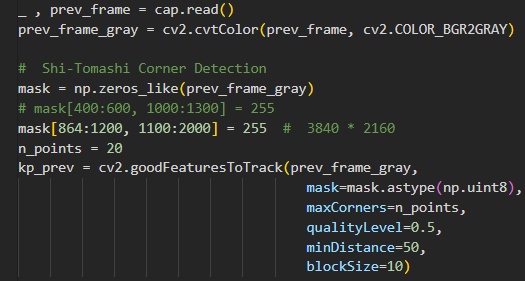 _ , prev_frame = cap.read()
prev_frame_gray = cv2.cvtColor(prev_frame, cv2.COLOR_BGR2GRAY)
#  Shi-Tomashi Corner Detection
mask = np.zeros_like(prev_frame_gray)
# mask[400:600, 1000:1300] = 255
mask[864:1200, 1100:2000] = 255  #  3840 * 2160
n_points = 20
kp_prev = cv2.goodFeaturesToTrack(prev_frame_gray,
mask=mask.astype(np.uint8),
maxCorners=n_points,
qualityLevel=0.5,
minDistance=50,
blockSize=10)